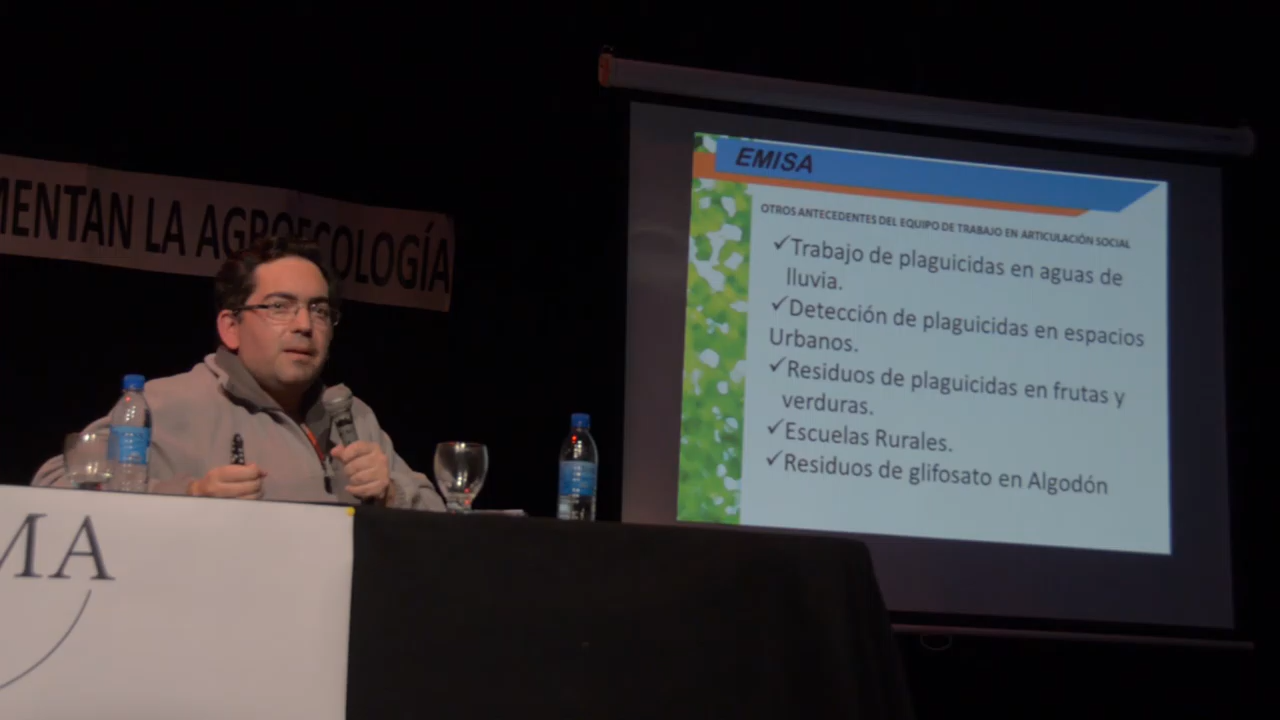 MENTAN LA AGROECOLOGÍA
EMISA
OTROS ANTECEDENTES DEL EQUIPO DE TRABAJO EN ARTICULACIÓN SOCIAL
✓Trabajo de plaguicidas en aguas de
lluvia.
✓Detección de plaguicidas en espacios
Urbanos.
✓Residuos de plaguicidas en frutas y
verduras.
✓Escuelas Rurales.
✓Residuos de glifosato en Algodón
MA